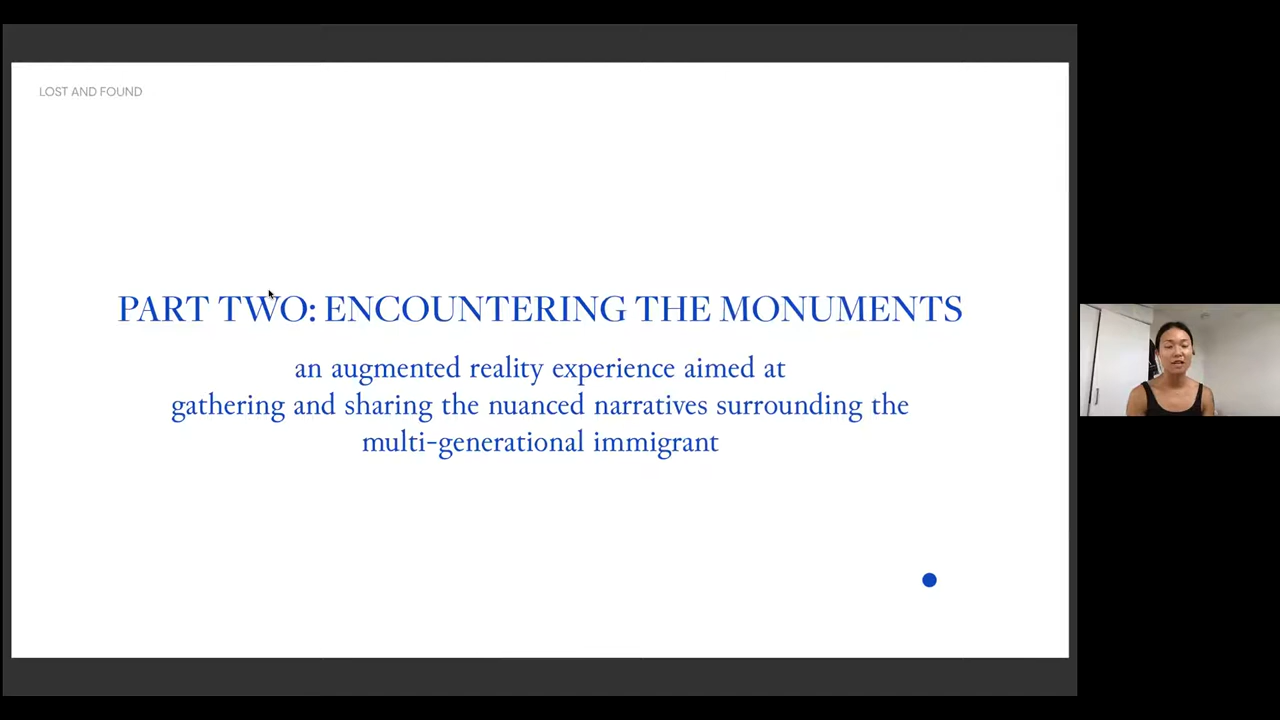 LOST AND FOUND
PART TWO: ENCOUNTERING THE MONUMENTS
an augmented reality experience aimed at
gathering and sharing the nuanced narratives surrounding the
multi-generational immigrant